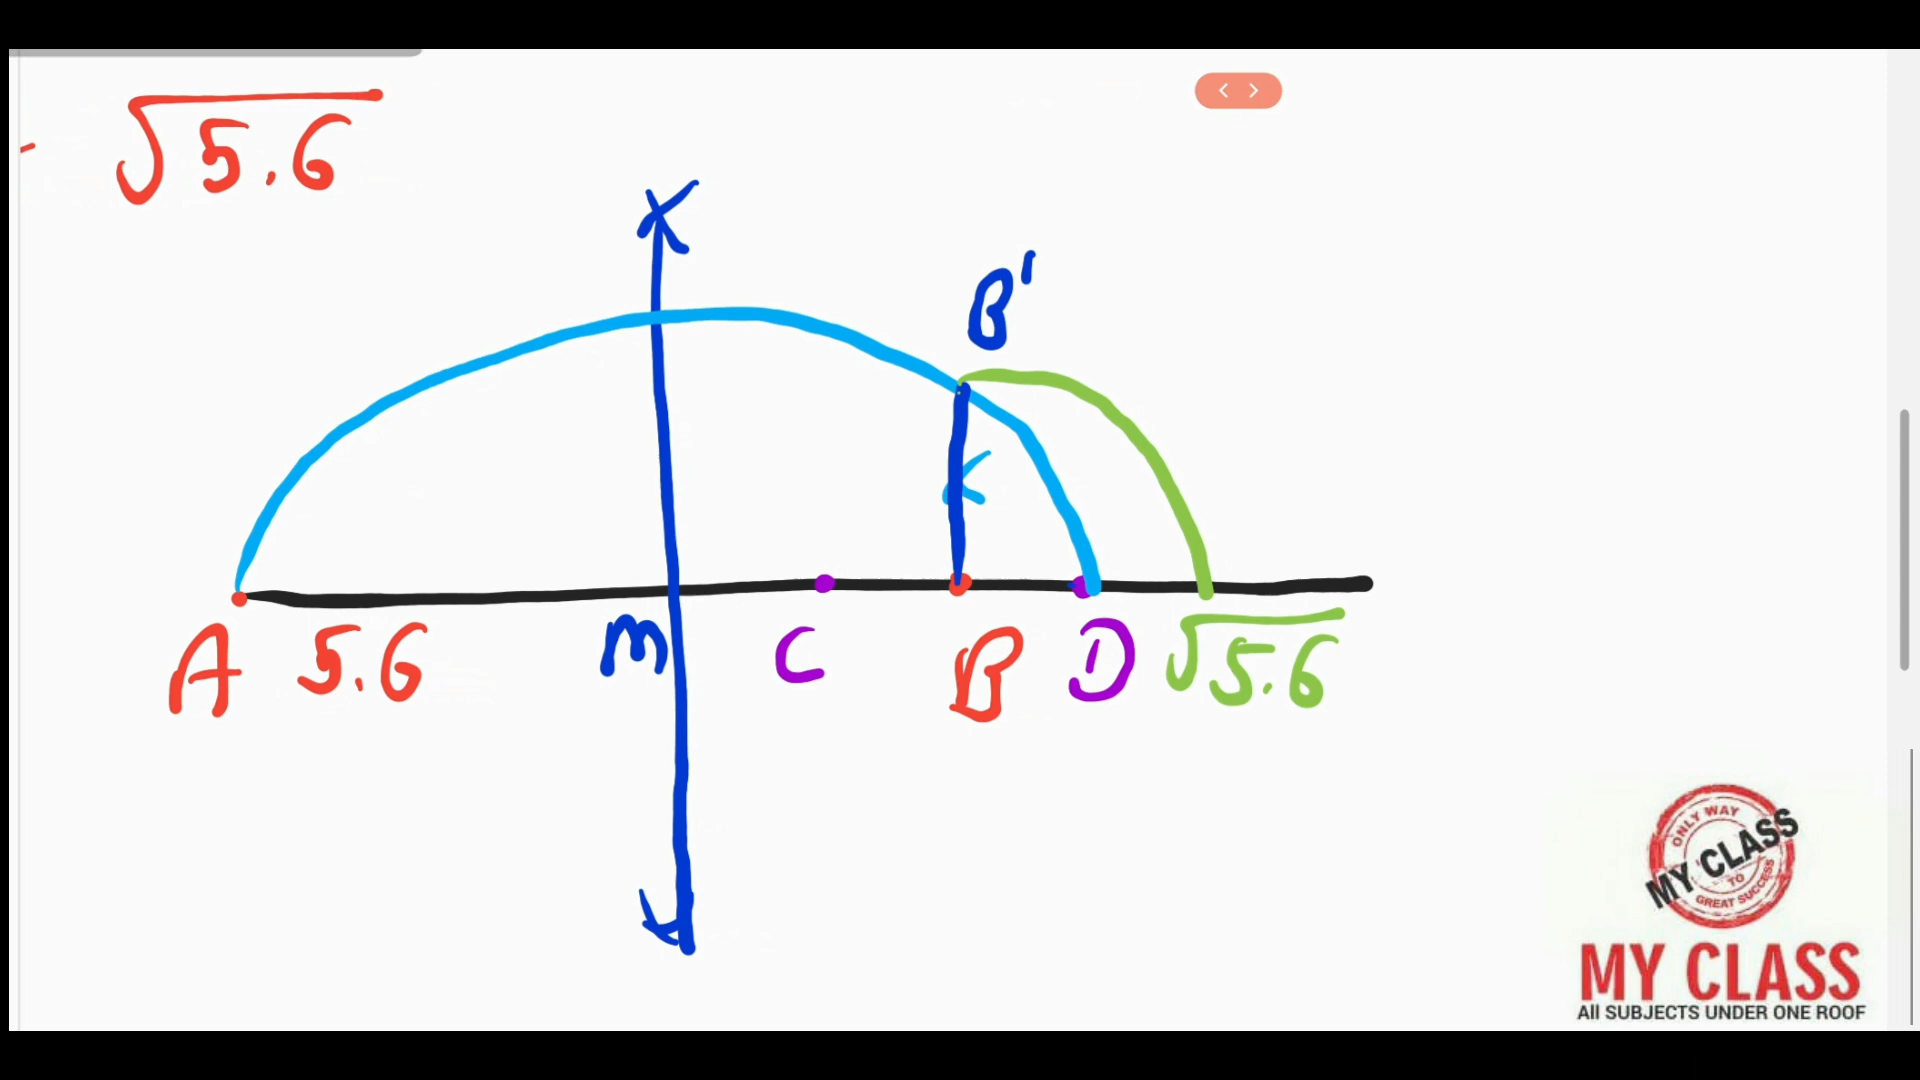 √5.6
B'
A 5.6 M C B D √5.6
ONLY WAY
MY CLASS
TO
GREAT SUCCESS
MY CLASS
All SUBJECTS UNDER ONE ROOF